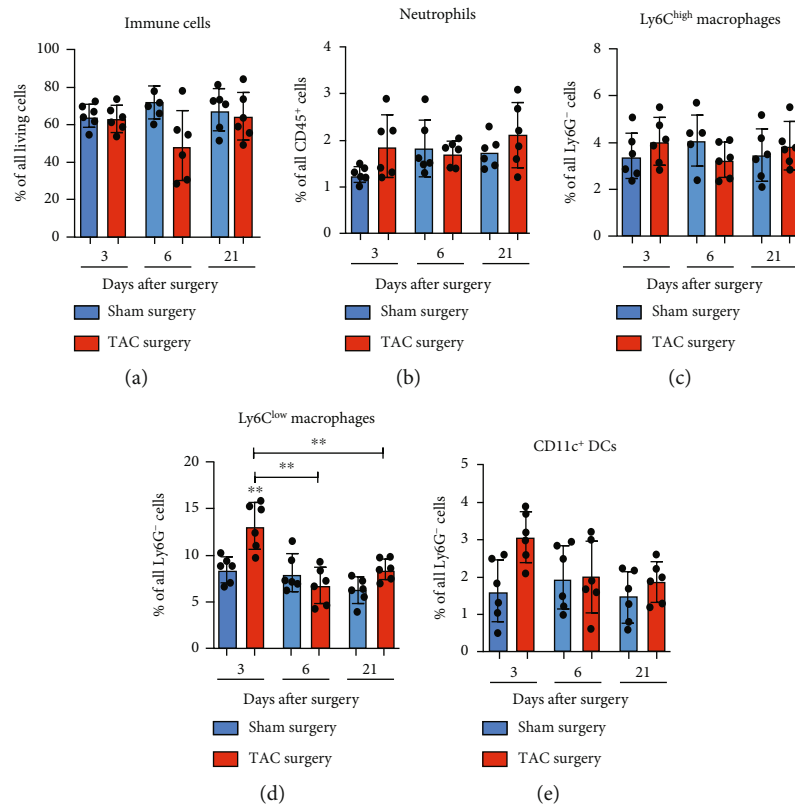 Immune cells
% of all living cells
100
80
60
40
20
0
3 6 21
Days after surgery
Sham surgery
TAC surgery
(a)
Neutrophils
% of all CD45⁺ cells
4
3
2
1
0
3 6 21
Days after surgery
Sham surgery
TAC surgery
(b)
Ly6Cʰⁱᵍʰ macrophages
% of all Ly6G⁻ cells
8
6
4
2
0
3 6 21
Days after surgery
Sham surgery
TAC surgery
(c)
Ly6Cˡᵒʷ macrophages
% of all Ly6G⁻ cells
20
15
10
5
0
**
**
**
3 6 21
Days after surgery
Sham surgery
TAC surgery
(d)
CD11c⁺ DCs
% of all Ly6G⁻ cells
5
4
3
2
1
0
3 6 21
Days after surgery
Sham surgery
TAC surgery
(e)